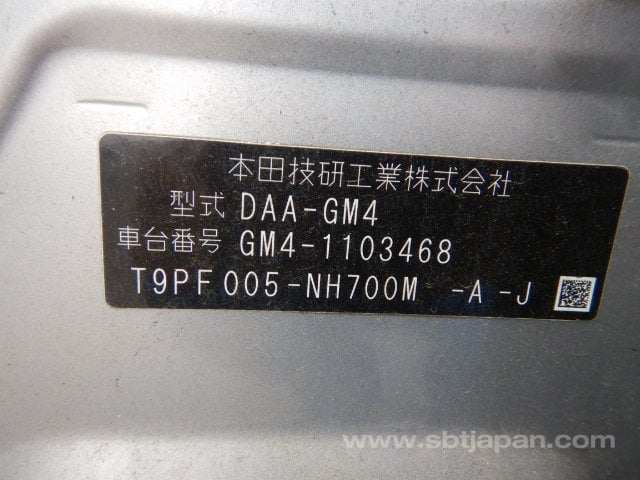 本田技研工業株式会社
型式 DAA-GM4
車台番号 GM4-1103468
T9PF005-NH700M -A -J
www.sbtjapan.com